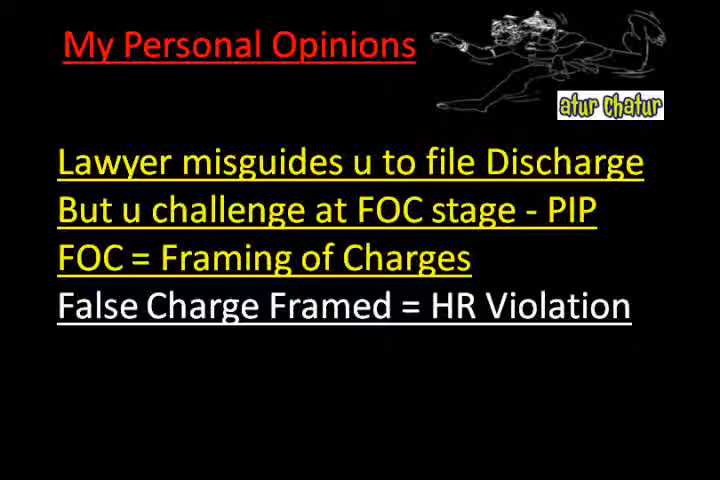 My Personal Opinions
atur chatur
Lawyer misguides u to file Discharge
But u challenge at FOC stage - PIP
FOC = Framing of Charges
False Charge Framed = HR Violation